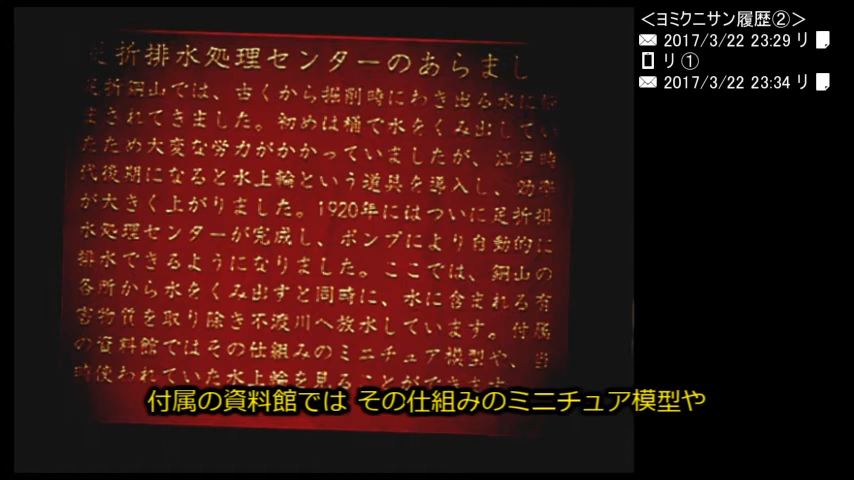 足折排水処理センターのあらまし
足折銅山では、古くから掘削時にわき出る水に悩
まされてきました。初めは桶で水をくみ出してい
たため大変な労力がかかっていましたが、江戸時
代後期になると水上輪という道具を導入し、効率
が大きく上がりました。1920年にはついに足折排
水処理センターが完成し、ポンプにより自動的に
排水できるようになりました。ここでは、銅山の
各所から水をくみ出すと同時に、水に含まれる有
害物質を取り除き不渡川へ放水しています。付属
の資料館ではその仕組みのミニチュア模型や、当
時使われていた水上輪を見ることができます
付属の資料館では その仕組みのミニチュア模型や
＜ヨミクニサン履歴②＞
2017/3/22 23:29 リ
リ ①
2017/3/22 23:34 リ